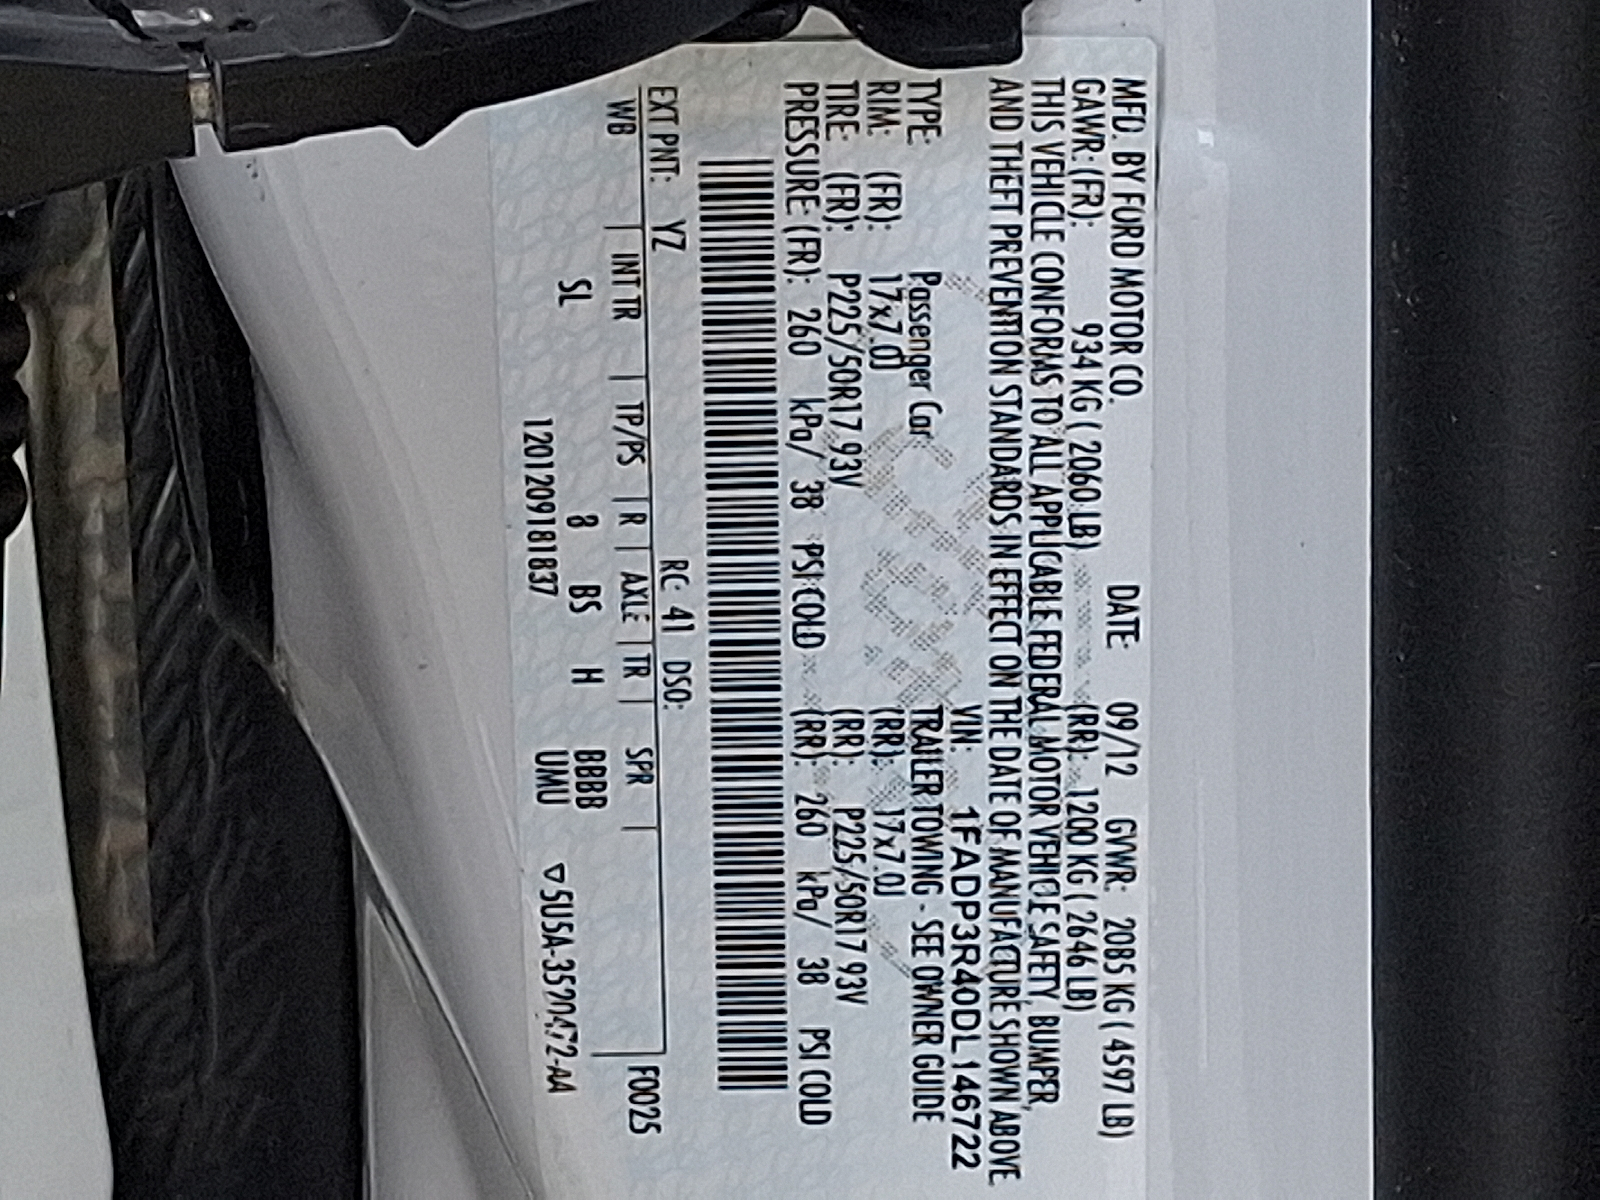 MFD. BY FORD MOTOR CO. DATE: 09/12 GVWR: 2085 KG ( 4597 LB)
GAWR: (FR): 934 KG ( 2060 LB) (RR): 1200 KG ( 2646 LB)
THIS VEHICLE CONFORMS TO ALL APPLICABLE FEDERAL MOTOR VEHICLE SAFETY, BUMPER,
AND THEFT PREVENTION STANDARDS IN EFFECT ON THE DATE OF MANUFACTURE SHOWN ABOVE
VIN: 1FADP3R40DL146722
TYPE: Passenger Car TRAILER TOWING - SEE OWNER GUIDE
RIM: (FR): 17x7.0J (RR): 17x7.0J
TIRE: (FR): P225/50R17 93V (RR): P225/50R17 93V
PRESSURE: (FR): 260 kPa/ 38 PSI COLD (RR): 260 kPa/ 38 PSI COLD
EXT PNT: YZ RC: 41 DSO:
WB | INT TR | TP/PS | R | AXLE | TR | SPR | F0025
SL 8 BS H BBBB
1201209181837 UMU ▽5U5A-3520472-AA